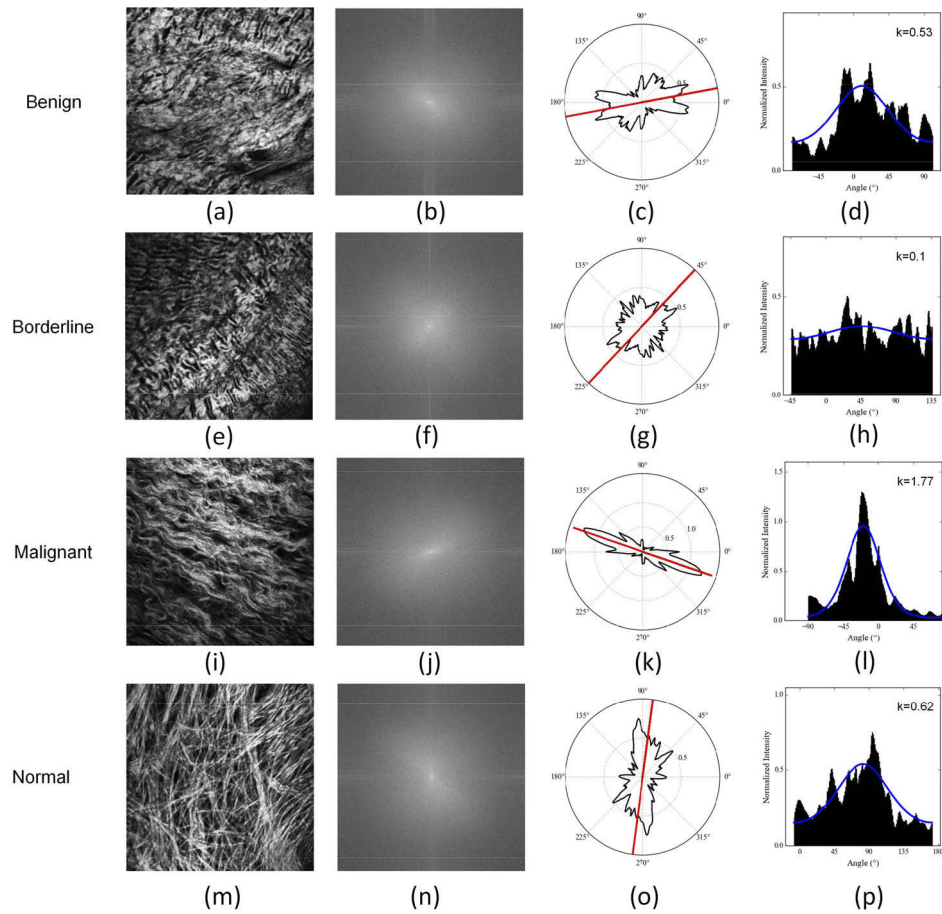 Benign
(a)
(b)
90°
135°
45°
0.5
180°
0°
225°
315°
270°
(c)
k=0.53
Normalized Intensity
0.5
0.0
−45
0
45
90
Angle (°)
(d)
Borderline
(e)
(f)
90°
135°
45°
0.5
180°
0°
225°
315°
270°
(g)
k=0.1
Normalized Intensity
0.5
0.0
−45
0
45
90
135
Angle (°)
(h)
Malignant
(i)
(j)
90°
135°
45°
1.0
0.5
180°
0°
225°
315°
270°
(k)
k=1.77
Normalized Intensity
1.5
1.0
0.5
0.0
−90
−45
0
45
Angle (°)
(l)
Normal
(m)
(n)
90°
135°
45°
0.5
180°
0°
225°
315°
270°
(o)
k=0.62
Normalized Intensity
1.0
0.5
0.0
0
45
90
135
180
Angle (°)
(p)